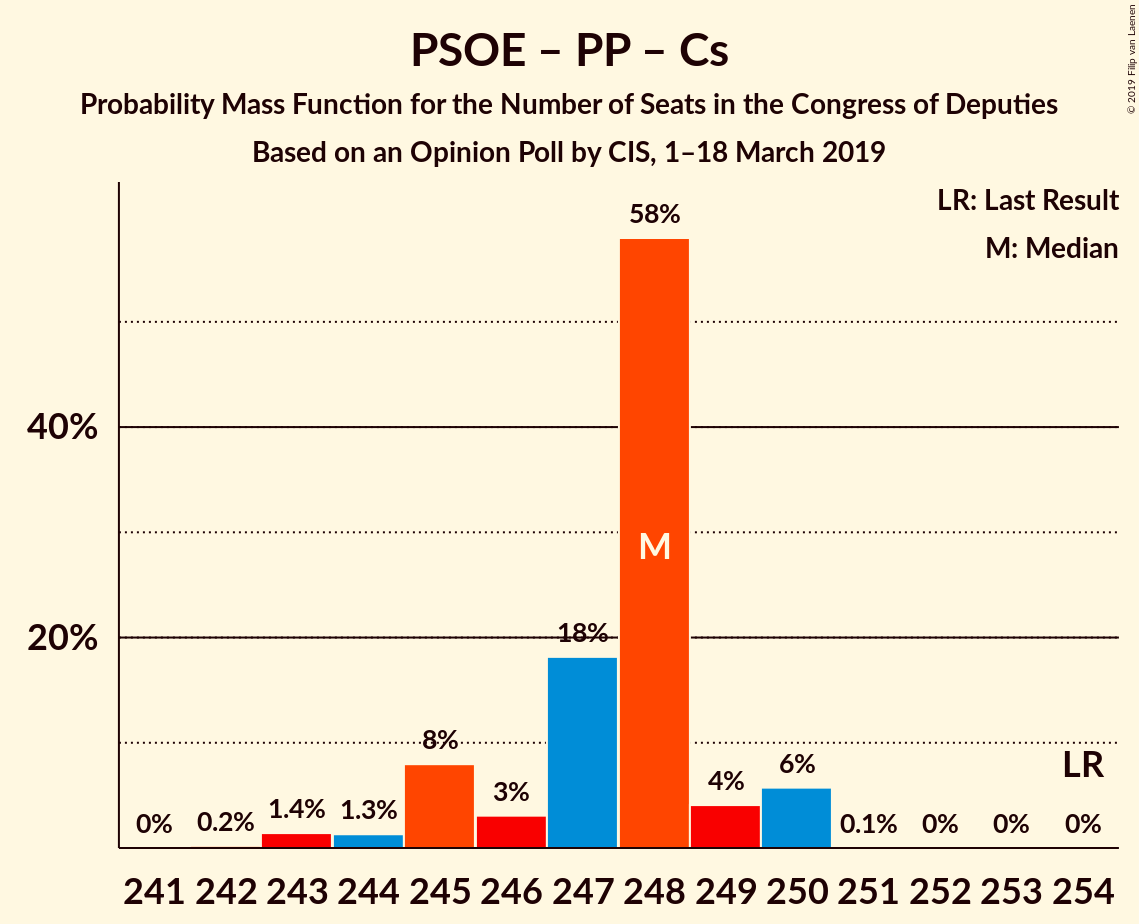 PSOE – PP – Cs
Probability Mass Function for the Number of Seats in the Congress of Deputies
Based on an Opinion Poll by CIS, 1–18 March 2019
© 2019 Filip van Laenen
LR: Last Result
M: Median
58%
40%
M
20%
18%
8%
LR
6%
4%
3%
1.4%
1.3%
0%
0.2%
0.1%
0%
0%
0%
241 242 243 244 245 246 247 248 249 250 251 252 253 254